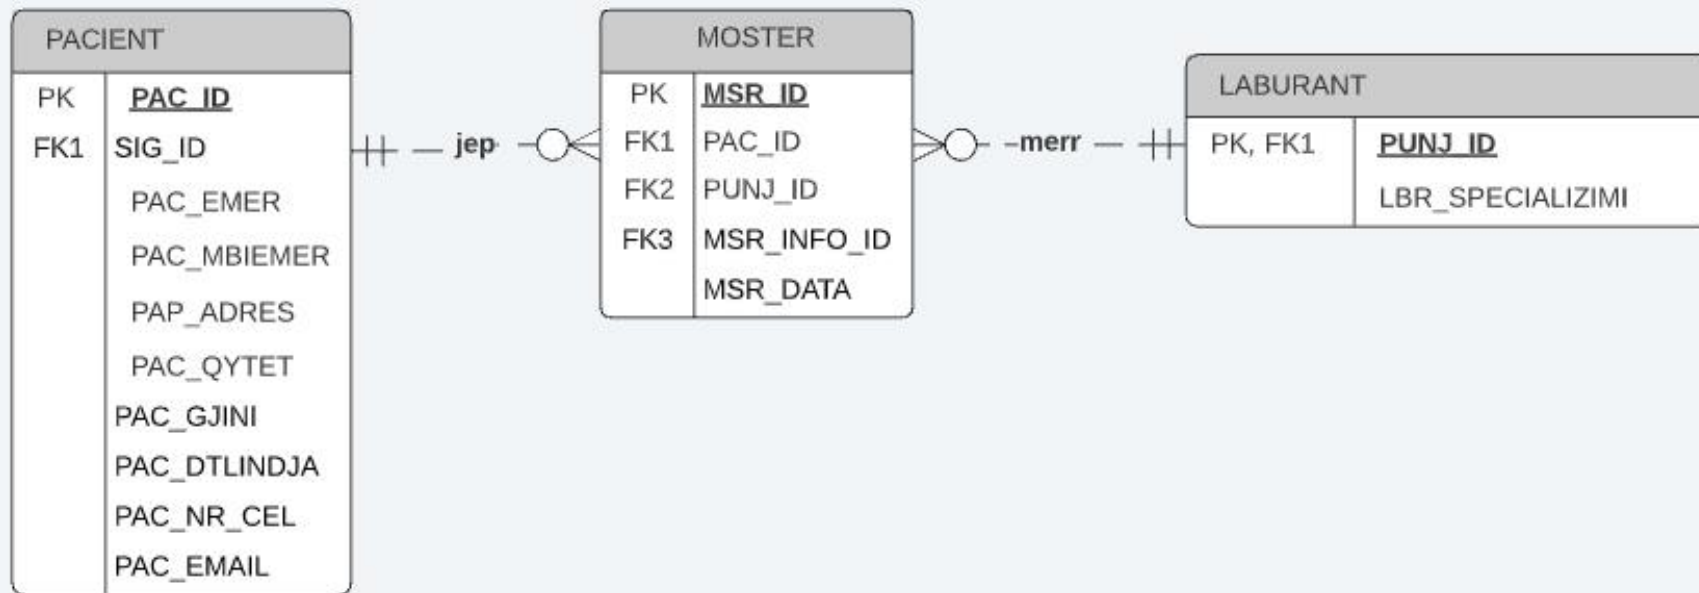 PACIENT
PK PAC_ID
FK1 SIG_ID
PAC_EMER
PAC_MBIEMER
PAP_ADRES
PAC_QYTET
PAC_GJINI
PAC_DTLINDJA
PAC_NR_CEL
PAC_EMAIL
jep
MOSTER
PK MSR_ID
FK1 PAC_ID
FK2 PUNJ_ID
FK3 MSR_INFO_ID
MSR_DATA
merr
LABURANT
PK, FK1 PUNJ_ID
LBR_SPECIALIZIMI